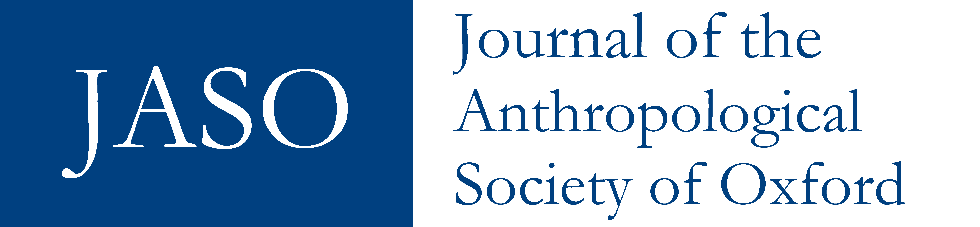 JASO
Journal of the
Anthropological
Society of Oxford